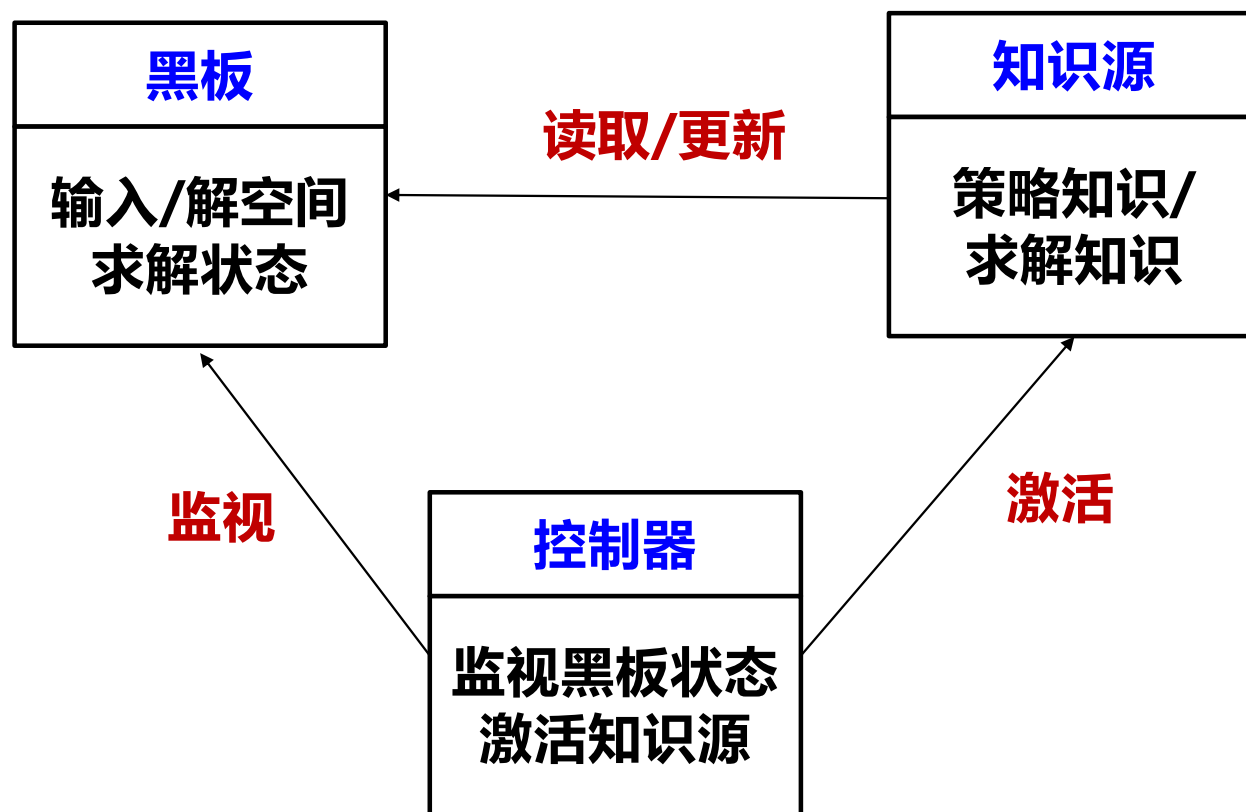 黑板
输入/解空间
求解状态
读取/更新
知识源
策略知识/
求解知识
监视
激活
控制器
监视黑板状态
激活知识源